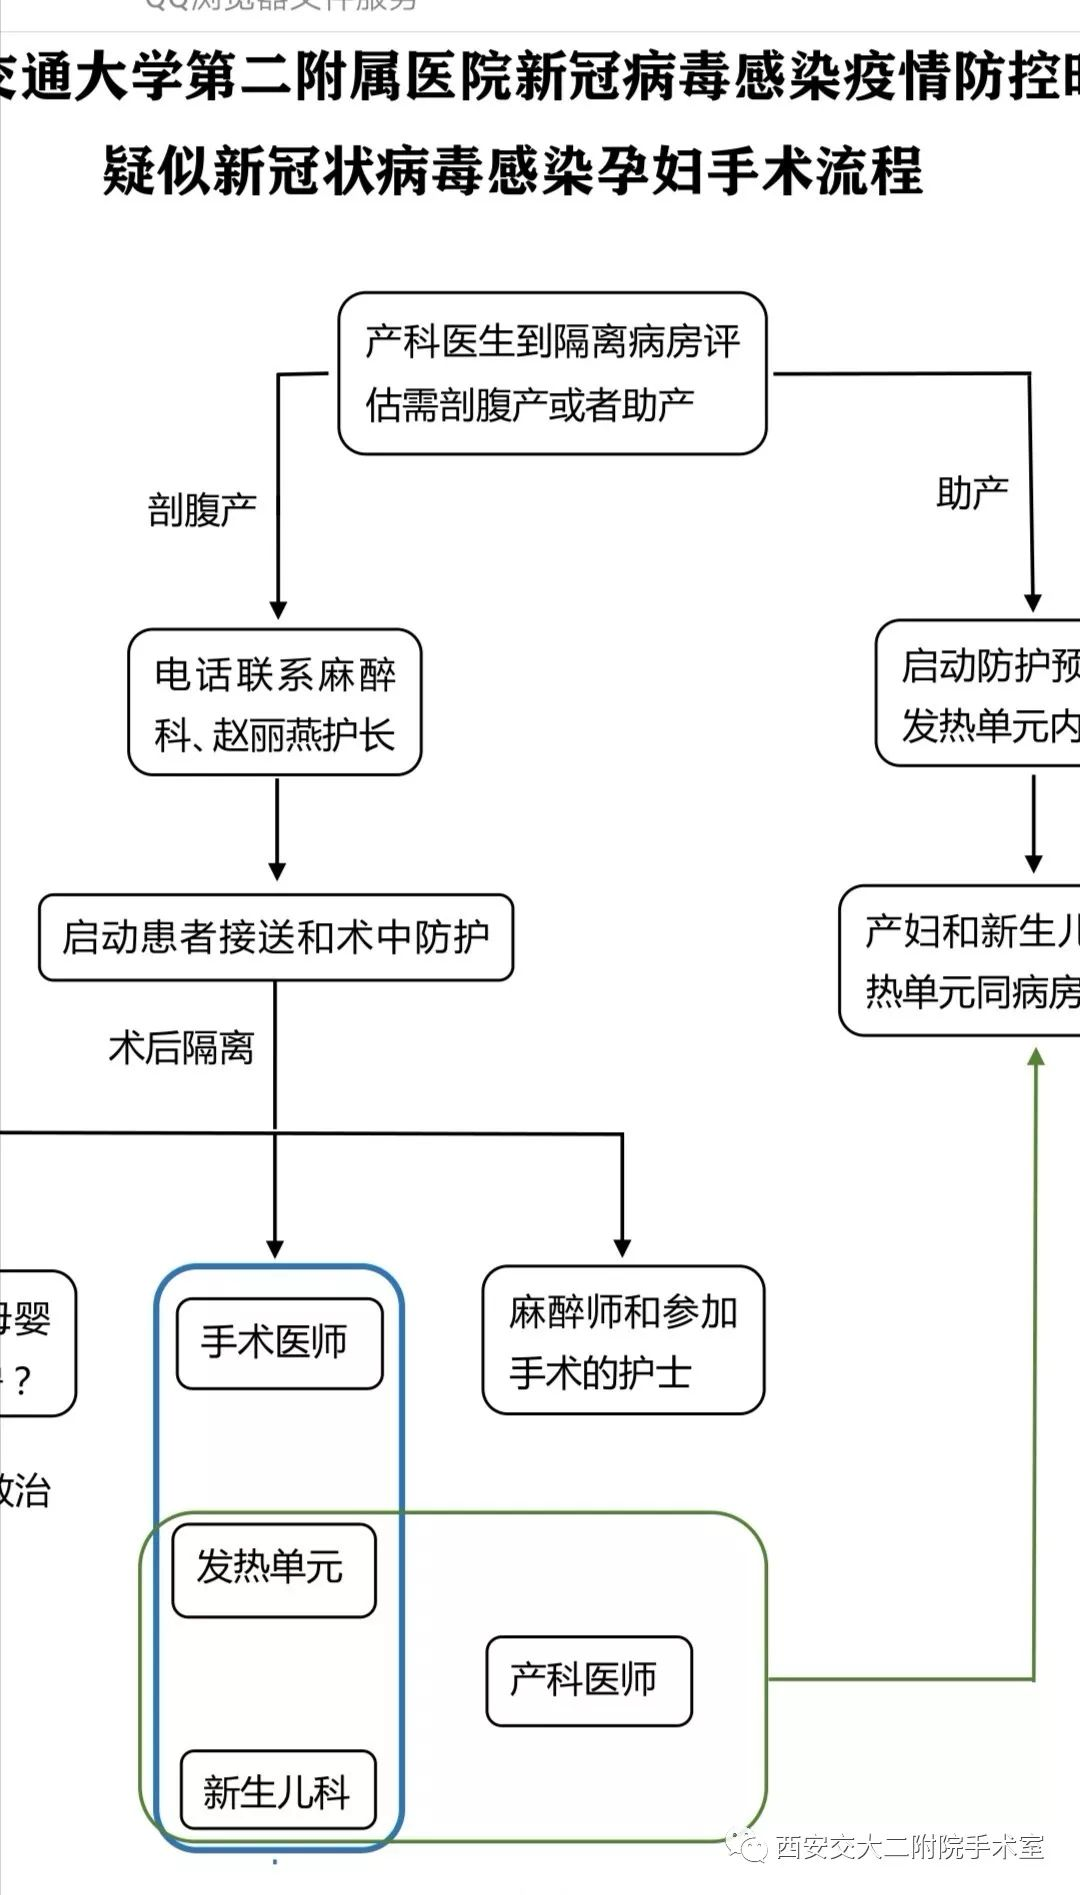 QQ浏览器文件服务
交通大学第二附属医院新冠病毒感染疫情防控时
疑似新冠状病毒感染孕妇手术流程
产科医生到隔离病房评
估需剖腹产或者助产
剖腹产
助产
电话联系麻醉
科、赵丽燕护长
启动防护预
发热单元内
启动患者接送和术中防护
产妇和新生儿
热单元同病房
术后隔离
母婴
？
手术医师
麻醉师和参加
手术的护士
救治
发热单元
产科医师
新生儿科
西安交大二附院手术室